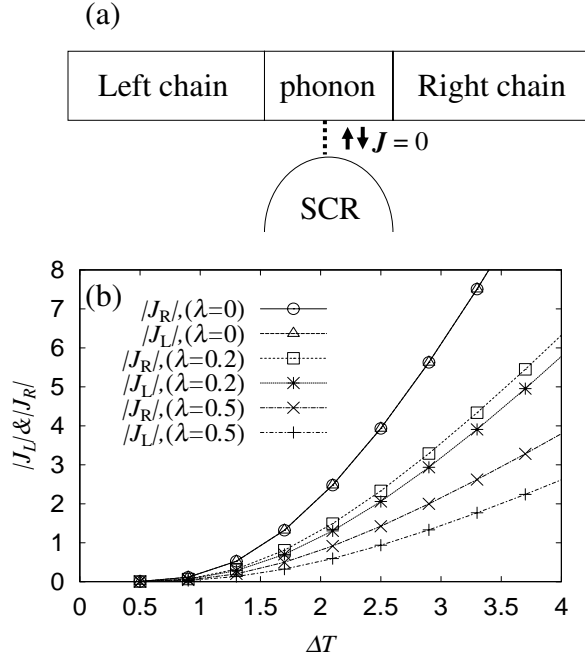 (a)
Left chain phonon Right chain
J = 0
SCR
(b)
|J_R|,(λ=0)
|J_L|,(λ=0)
|J_R|,(λ=0.2)
|J_L|,(λ=0.2)
|J_R|,(λ=0.5)
|J_L|,(λ=0.5)
|J_L|&|J_R|
8
7
6
5
4
3
2
1
0
0 0.5 1 1.5 2 2.5 3 3.5 4
ΔT